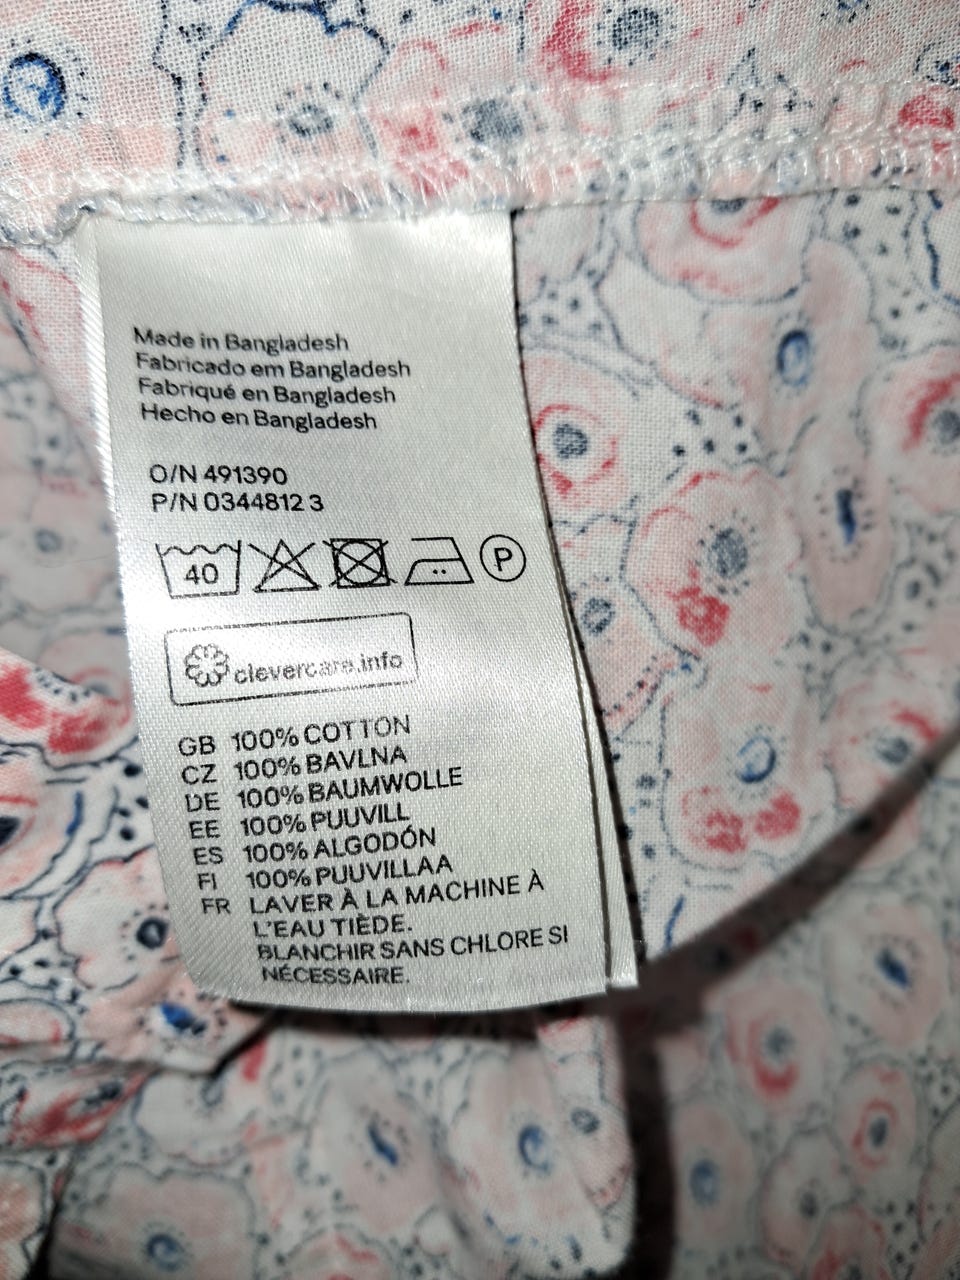 Made in Bangladesh
Fabricado em Bangladesh
Fabriqué en Bangladesh
Hecho en Bangladesh
O/N 491390
P/N 0344812 3
40 P
clevercare.info
GB 100% COTTON
CZ 100% BAVLNA
DE 100% BAUMWOLLE
EE 100% PUUVILL
ES 100% ALGODÓN
FI 100% PUUVILLAA
FR LAVER À LA MACHINE À
L'EAU TIÈDE.
BLANCHIR SANS CHLORE SI
NÉCESSAIRE.